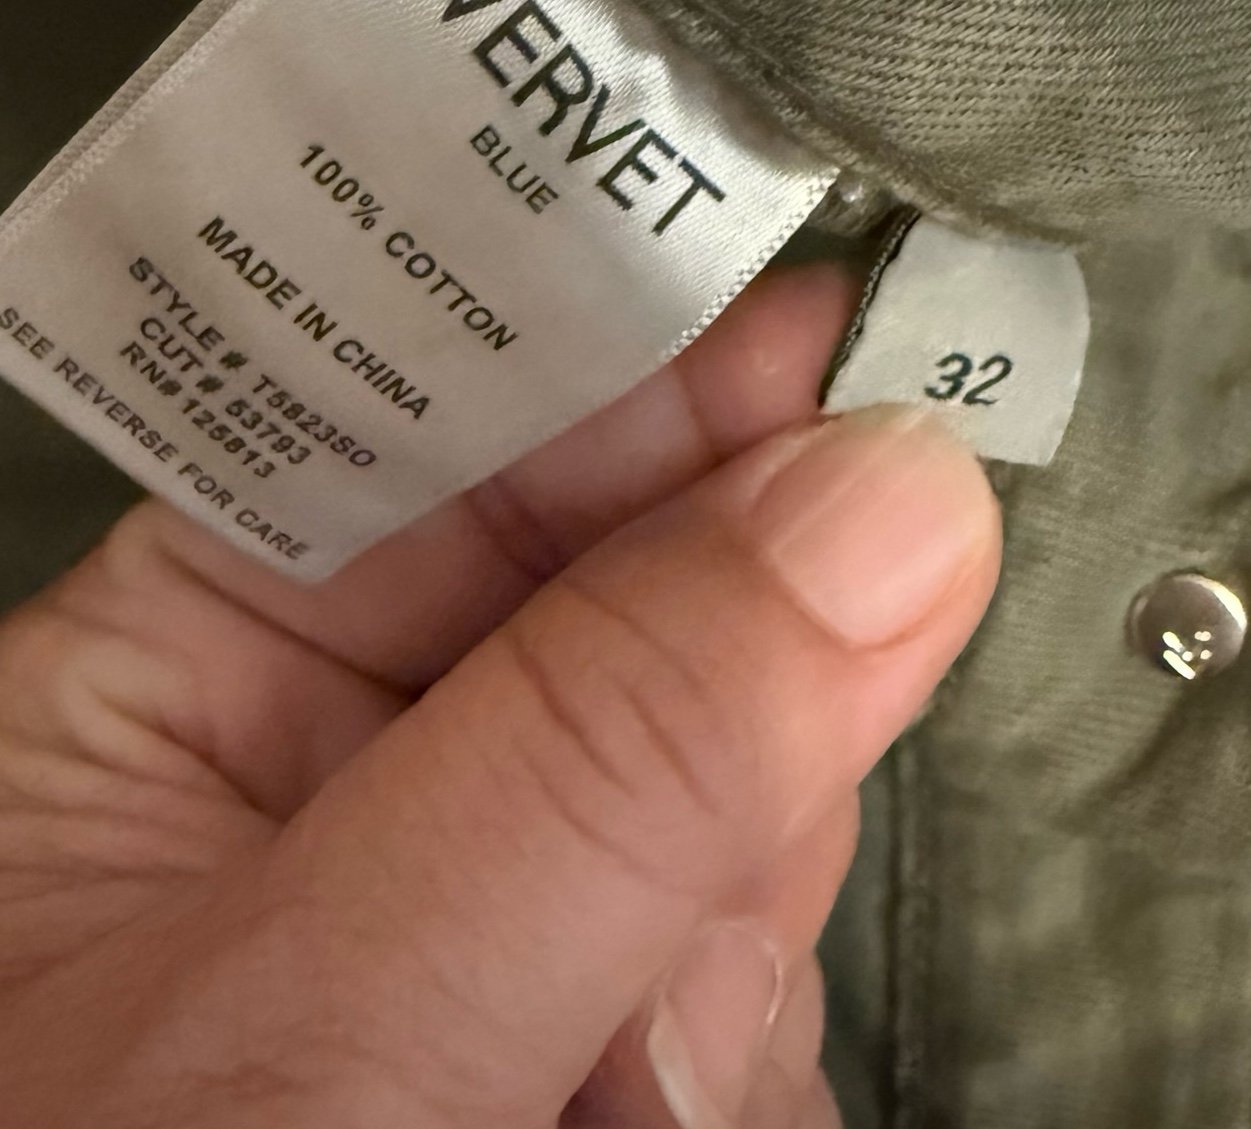 VERVET
BLUE
100% COTTON
MADE IN CHINA
STYLE # T5823SO
CUT # 53793
RN# 125813
SEE REVERSE FOR CARE
32